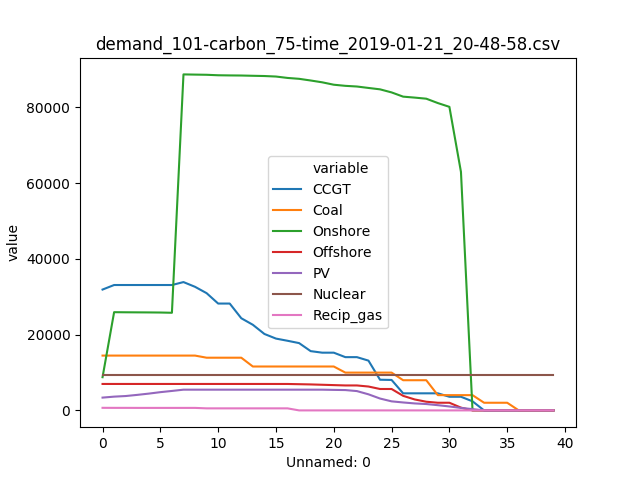 demand_101-carbon_75-time_2019-01-21_20-48-58.csv
80000
60000
40000
20000
0
value
variable
CCGT
Coal
Onshore
Offshore
PV
Nuclear
Recip_gas
0 5 10 15 20 25 30 35 40
Unnamed: 0